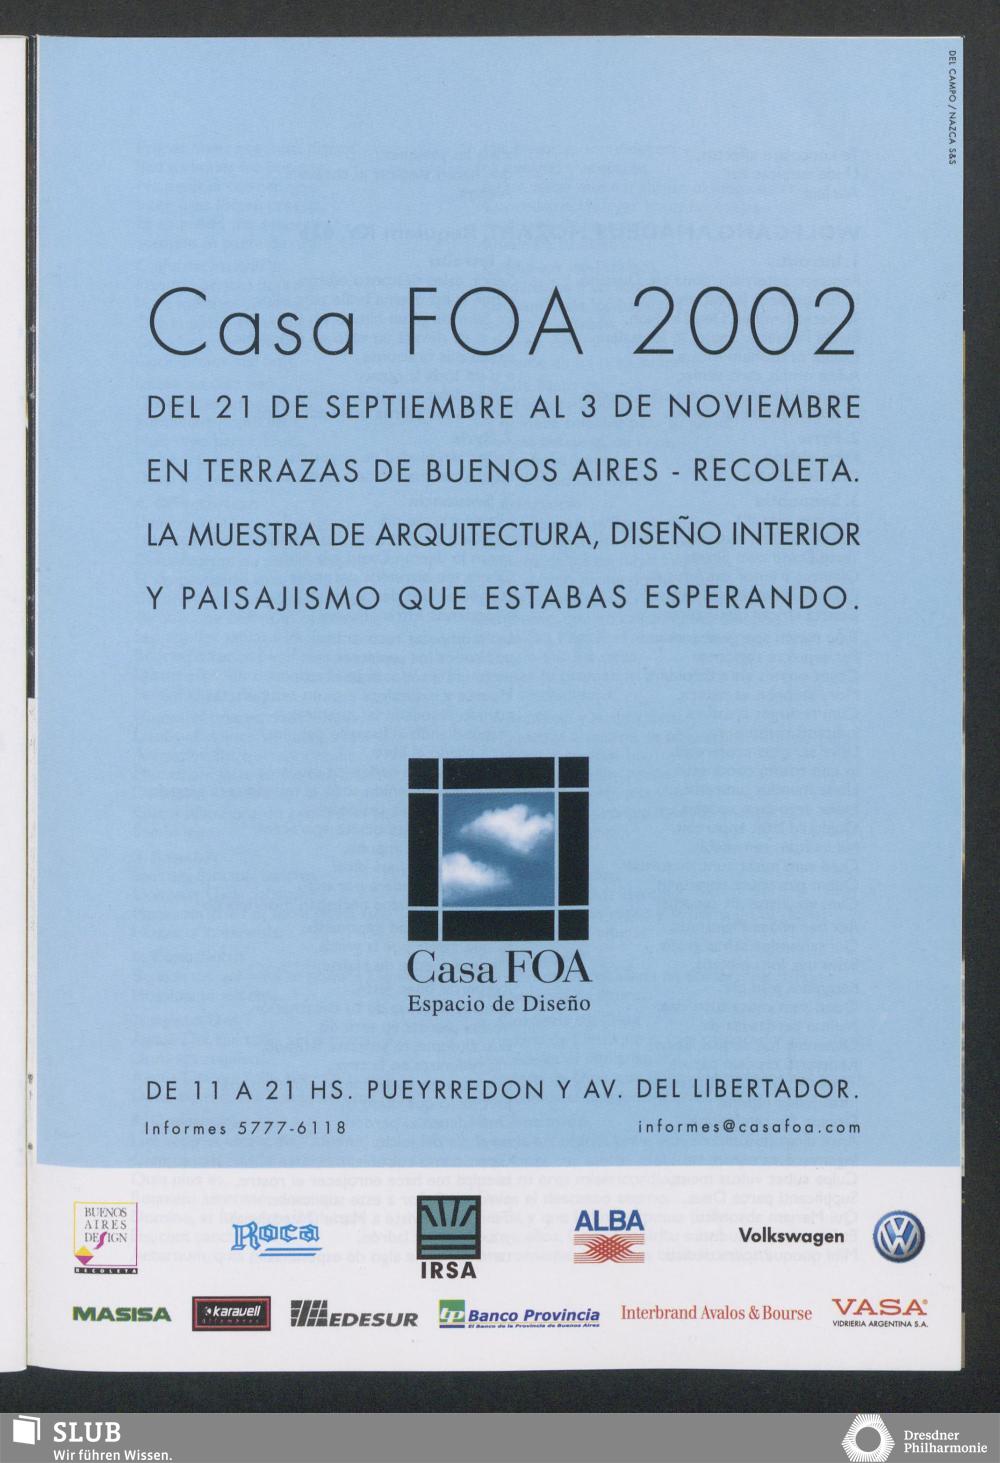 DEL CAMPO / NAZCA S&S
Casa FOA 2002
DEL 21 DE SEPTIEMBRE AL 3 DE NOVIEMBRE
EN TERRAZAS DE BUENOS AIRES - RECOLETA.
LA MUESTRA DE ARQUITECTURA, DISEÑO INTERIOR
Y PAISAJISMO QUE ESTABAS ESPERANDO.
Casa FOA
Espacio de Diseño
DE 11 A 21 HS. PUEYRREDON Y AV. DEL LIBERTADOR.
Informes 5777-6118 informes@casafoa.com
BUENOS
AIRES
DESIGN
RECOLETA
Roca
IRSA
ALBA
Volkswagen
MASISA
karavell
Alfombras
EDESUR
Banco Provincia
El Banco de la Provincia de Buenos Aires
Interbrand Avalos & Bourse
VASA®
VIDRIERIA ARGENTINA S.A.
SLUB
Wir führen Wissen.
Dresdner
Philharmonie